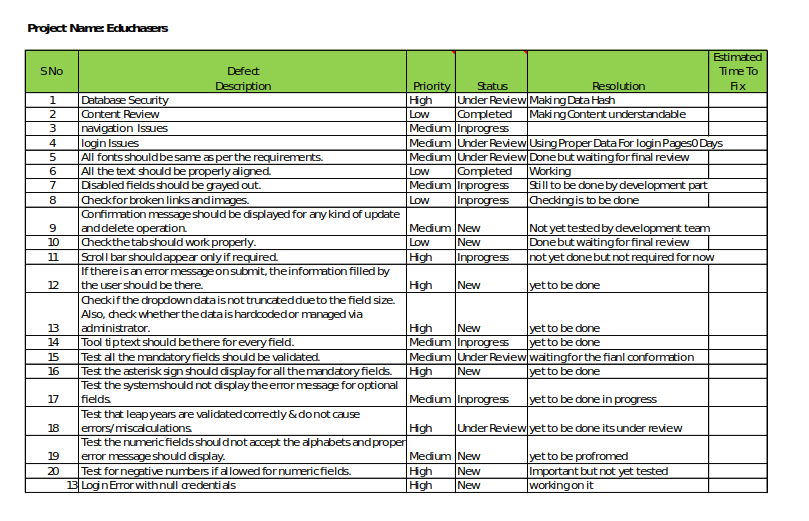 Project Name: Educhasers
S No Defect Description Priority Status Resolution Estimated Time To Fix
1 Database Security High Under Review Making Data Hash
2 Content Review Low Completed Making Content understandable
3 navigation Issues Medium Inprogress
4 login Issues Medium Under Review Using Proper Data For login Pages 0 Days
5 All fonts should be same as per the requirements. Medium Under Review Done but waiting for final review
6 All the text should be properly aligned. Low Completed Working
7 Disabled fields should be grayed out. Medium Inprogress Still to be done by development part
8 Check for broken links and images. Low Inprogress Checking is to be done
Confirmation message should be displayed for any kind of update
9 and delete operation. Medium New Not yet tested by development team
10 Check the tab should work properly. Low New Done but waiting for final review
11 Scroll bar should appear only if required. High Inprogress not yet done but not required for now
If there is an error message on submit, the information filled by
12 the user should be there. High New yet to be done
Check if the dropdown data is not truncated due to the field size.
Also, check whether the data is hardcoded or managed via
13 administrator. High New yet to be done
14 Tool tip text should be there for every field. Medium Inprogress yet to be done
15 Test all the mandatory fields should be validated. Medium Under Review waiting for the fianl conformation
16 Test the asterisk sign should display for all the mandatory fields. High New yet to be done
Test the system should not display the error message for optional
17 fields. Medium Inprogress yet to be done in progress
Test that leap years are validated correctly & do not cause
18 errors/miscalculations. High Under Review yet to be done its under review
Test the numeric fields should not accept the alphabets and proper
19 error message should display. Medium New yet to be profromed
20 Test for negative numbers if allowed for numeric fields. High New Important but not yet tested
13 Login Error with null credentials High New working on it